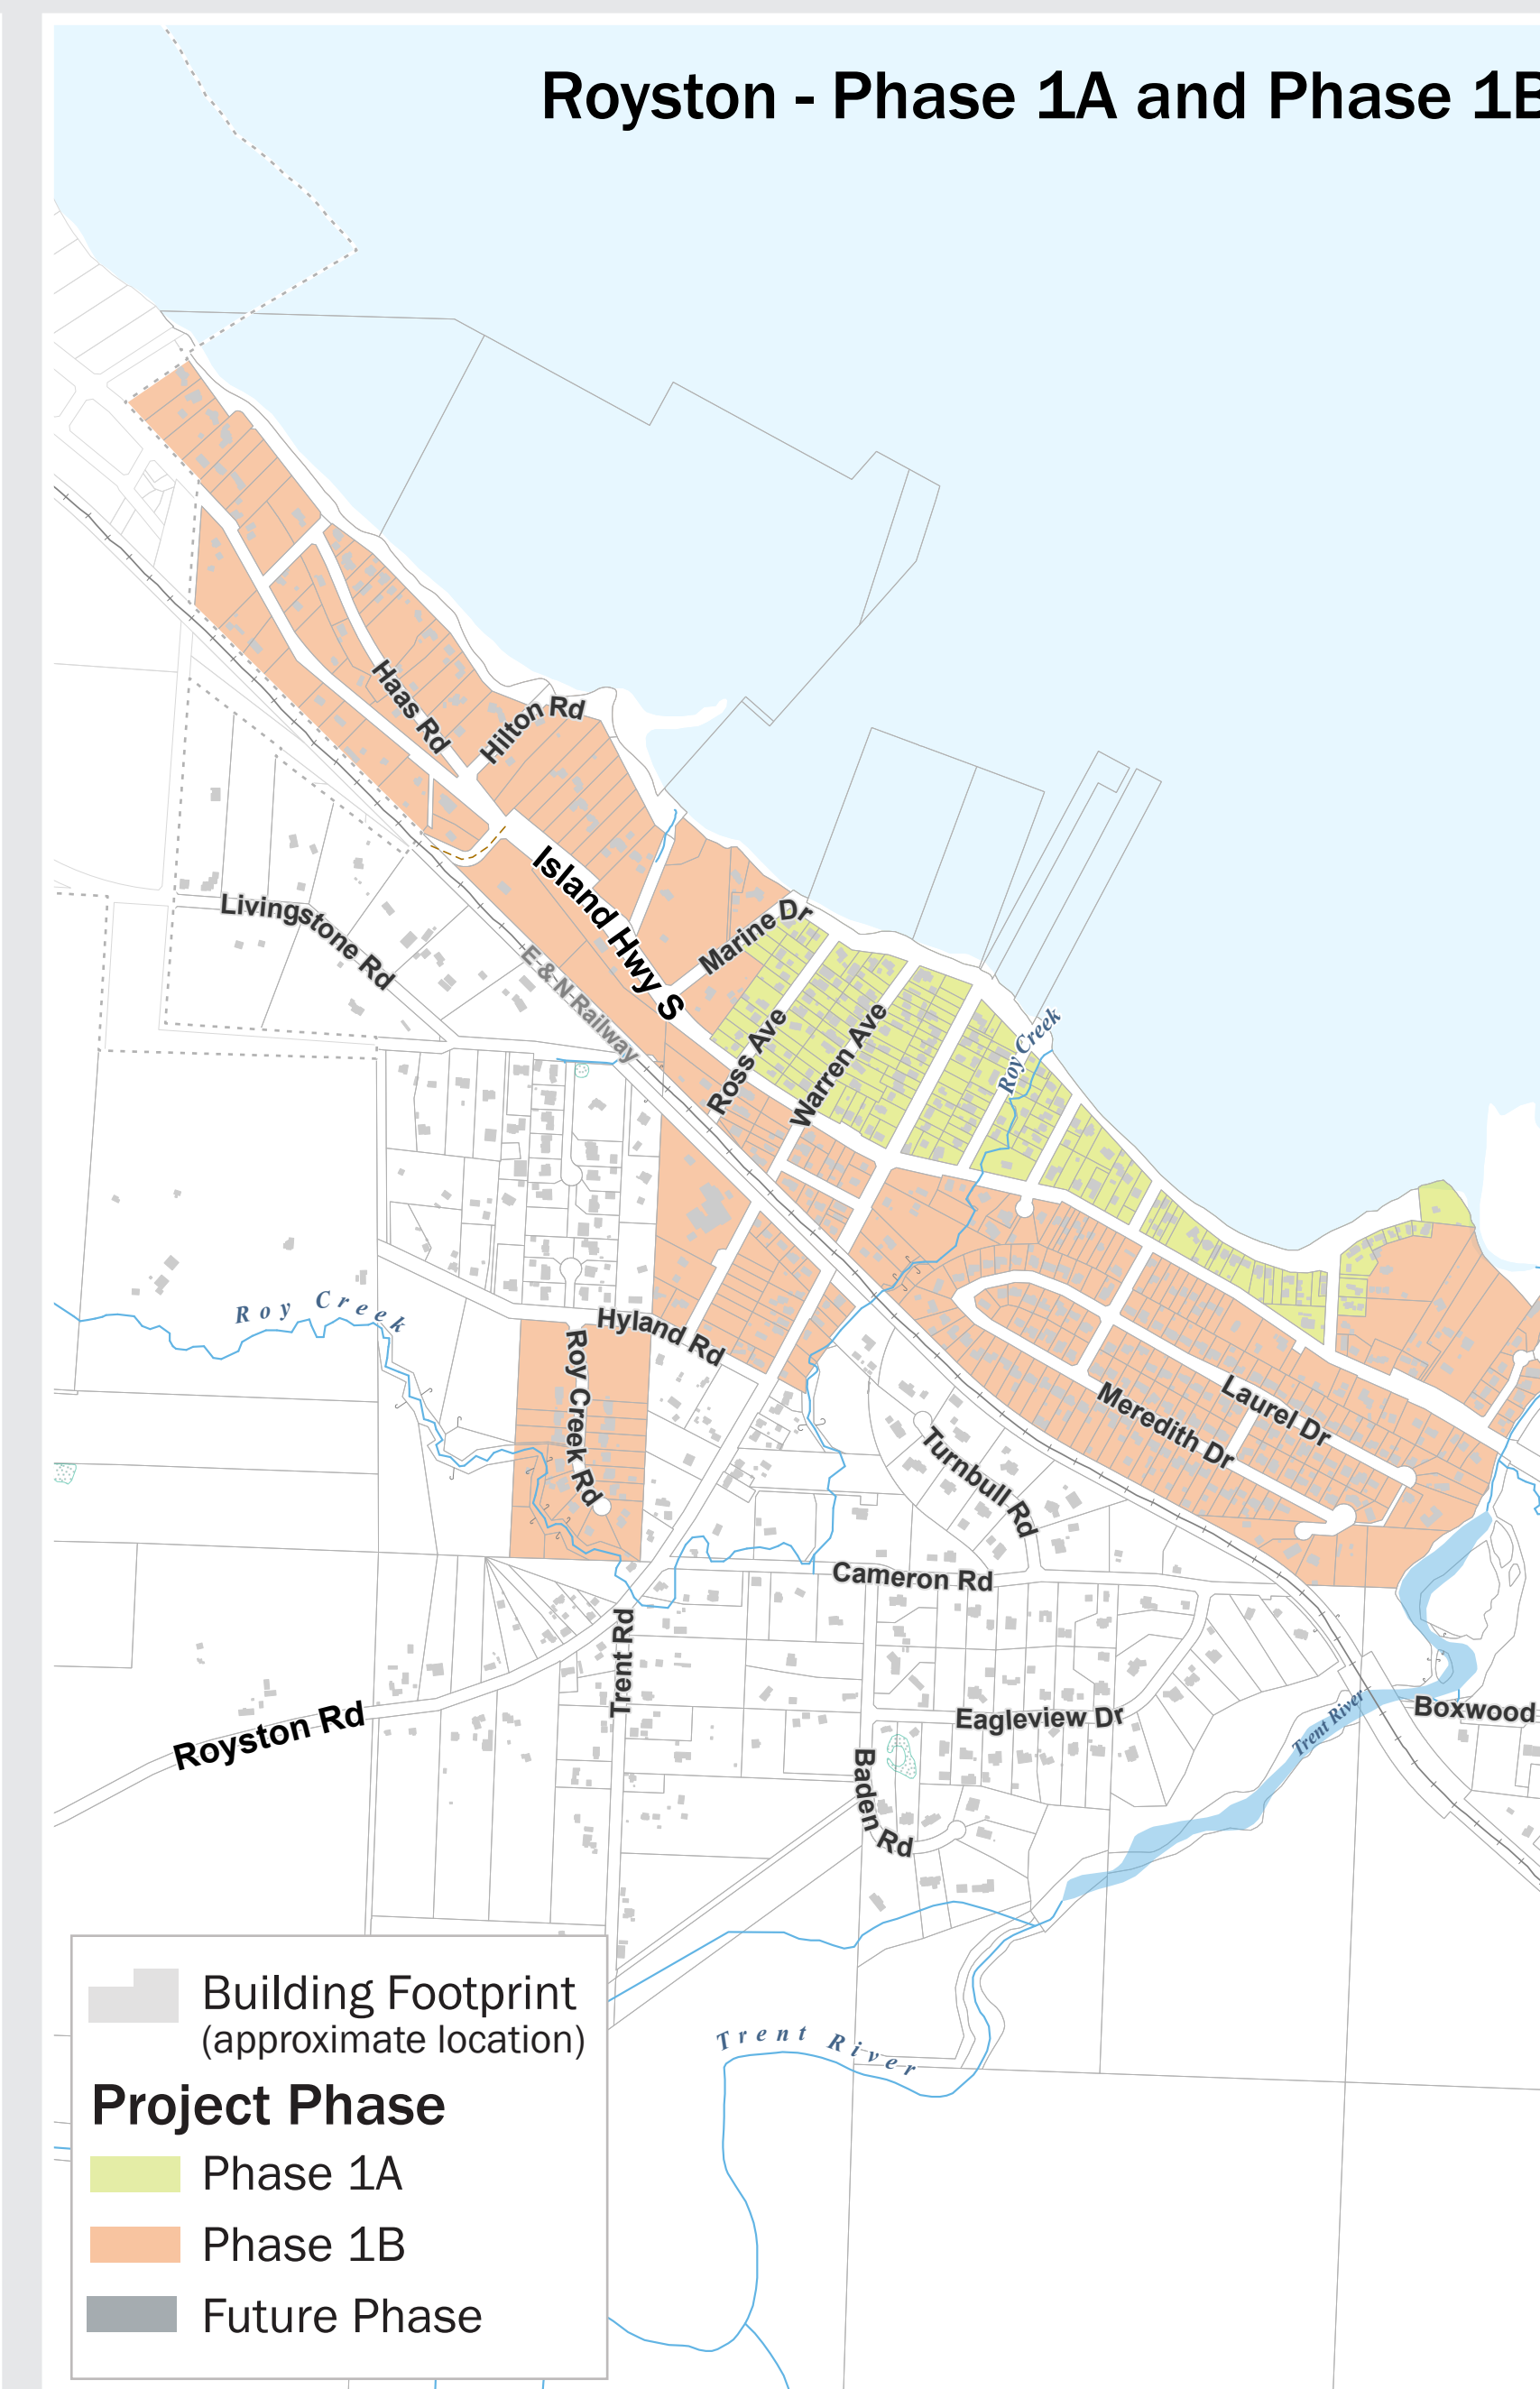 Royston - Phase 1A and Phase 1B
Haas Rd
Hilton Rd
Island Hwy S
Livingstone Rd
E & N Railway
Marine Dr
Ross Ave
Warren Ave
Roy Creek
Roy Creek
Hyland Rd
Roy Creek Rd
Meredith Dr
Laurel Dr
Turnbull Rd
Cameron Rd
Trent Rd
Royston Rd
Eagleview Dr
Baden Rd
Trent River
Boxwood
Trent River
Building Footprint
(approximate location)
Project Phase
Phase 1A
Phase 1B
Future Phase